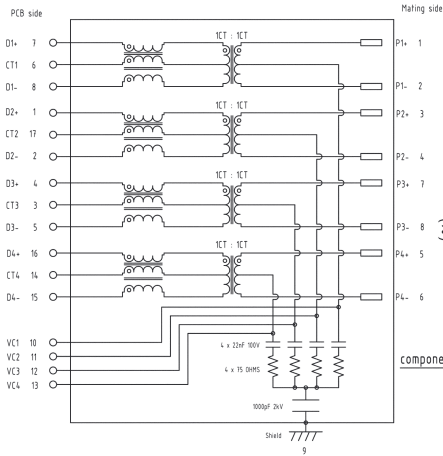 PCB side
Mating side
1CT : 1CT
D1+ 7
P1+ 1
CT1 6
D1- 8
P1- 2
1CT : 1CT
D2+ 1
P2+ 3
CT2 17
D2- 2
P2- 4
1CT : 1CT
D3+ 4
P3+ 7
CT3 3
D3- 5
P3- 8
1CT : 1CT
D4+ 16
P4+ 5
CT4 14
D4- 15
P4- 6
VC1 10
VC2 11
VC3 12
VC4 13
4 x 22nF 100V
4 x 75 OHMS
compone
1000pF 2kV
Shield
9